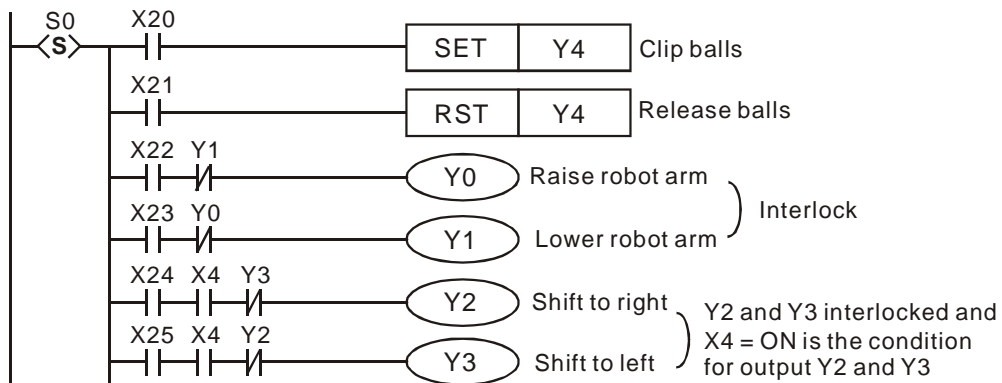 S0 X20
S SET Y4 Clip balls
X21
RST Y4 Release balls
X22 Y1
Y0 Raise robot arm
Interlock
X23 Y0
Y1 Lower robot arm
X24 X4 Y3
Y2 Shift to right
X25 X4 Y2
Y3 Shift to left
Y2 and Y3 interlocked and
X4 = ON is the condition
for output Y2 and Y3